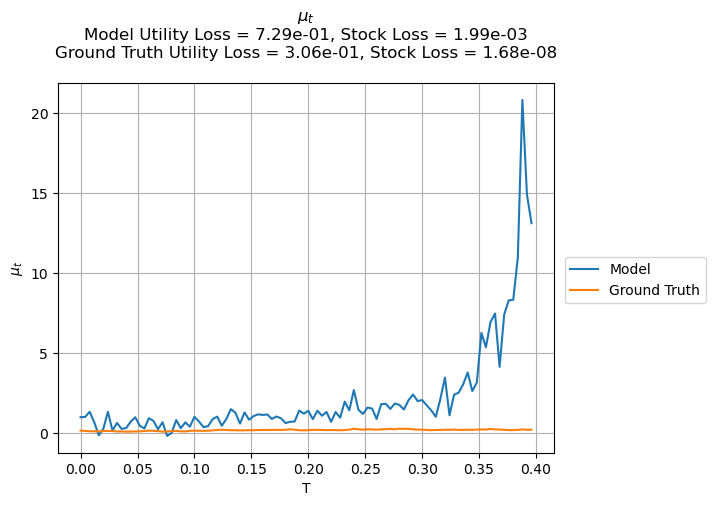 μt
Model Utility Loss = 7.29e-01, Stock Loss = 1.99e-03
Ground Truth Utility Loss = 3.06e-01, Stock Loss = 1.68e-08
20
15
10
5
0
μt
0.00 0.05 0.10 0.15 0.20 0.25 0.30 0.35 0.40
T
Model
Ground Truth